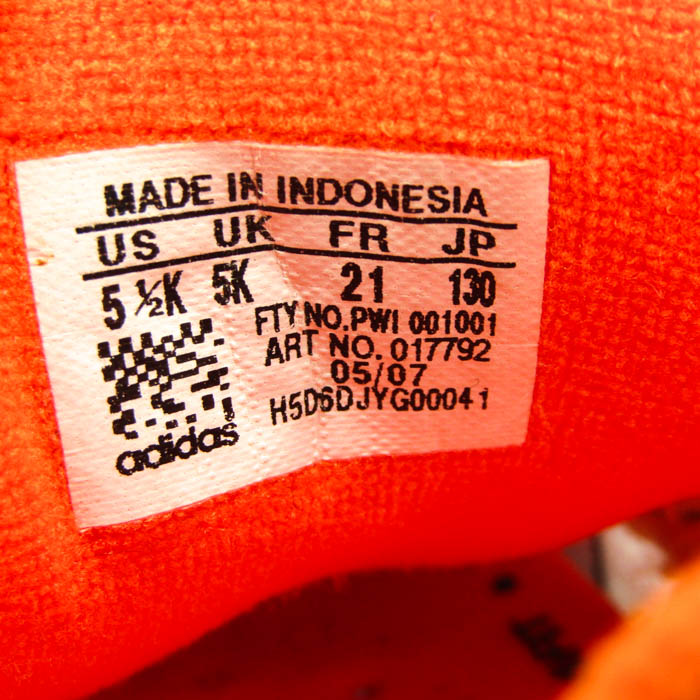 MADE IN INDONESIA
US UK FR JP
5 ½K 5K 21 130
FTY NO.PWI 001001
ART NO. 017792
05/07
H5D6DJYG00041
adidas